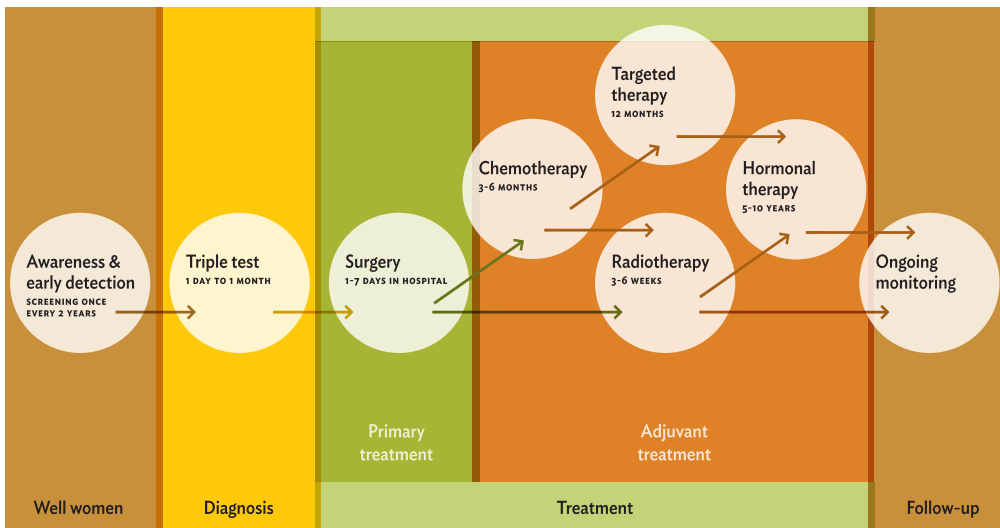 Awareness &
early detection
SCREENING ONCE
EVERY 2 YEARS
Triple test
1 DAY TO 1 MONTH
Surgery
1-7 DAYS IN HOSPITAL
Chemotherapy
3-6 MONTHS
Targeted
therapy
12 MONTHS
Radiotherapy
3-6 WEEKS
Hormonal
therapy
5-10 YEARS
Ongoing
monitoring
Primary
treatment
Adjuvant
treatment
Well women
Diagnosis
Treatment
Follow-up